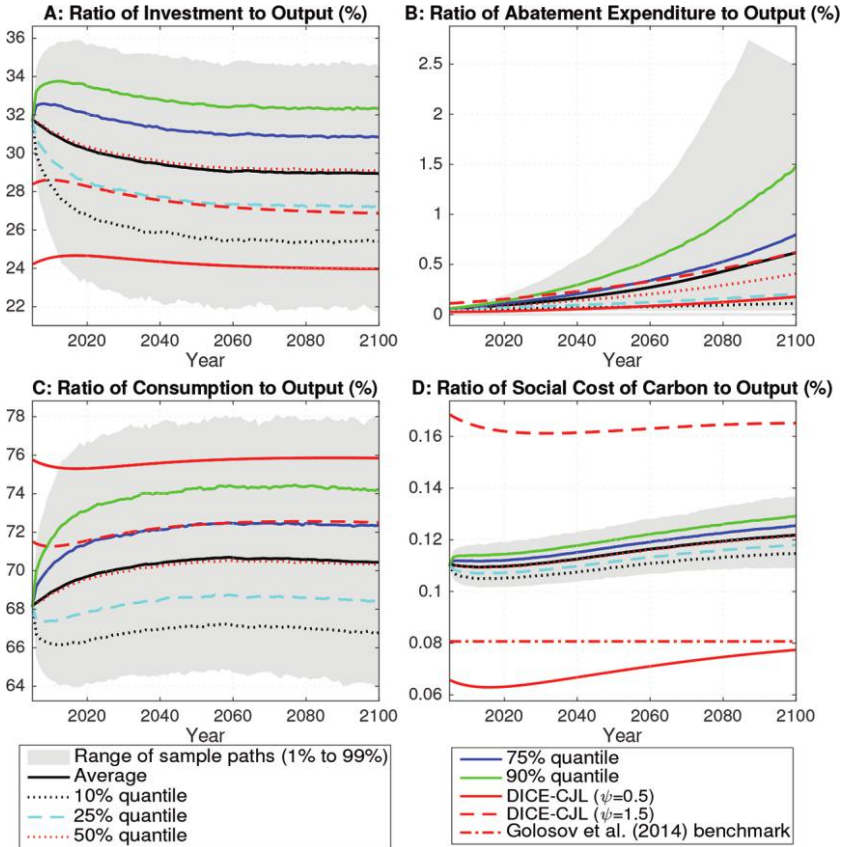 A: Ratio of Investment to Output (%)
36
34
32
30
28
26
24
22
2020 2040 2060 2080 2100
Year
B: Ratio of Abatement Expenditure to Output (%)
2.5
2
1.5
1
0.5
0
2020 2040 2060 2080 2100
Year
C: Ratio of Consumption to Output (%)
78
76
74
72
70
68
66
64
2020 2040 2060 2080 2100
Year
D: Ratio of Social Cost of Carbon to Output (%)
0.16
0.14
0.12
0.1
0.08
0.06
2020 2040 2060 2080 2100
Year
Range of sample paths (1% to 99%)
Average
10% quantile
25% quantile
50% quantile
75% quantile
90% quantile
DICE-CJL (ψ=0.5)
DICE-CJL (ψ=1.5)
Golosov et al. (2014) benchmark